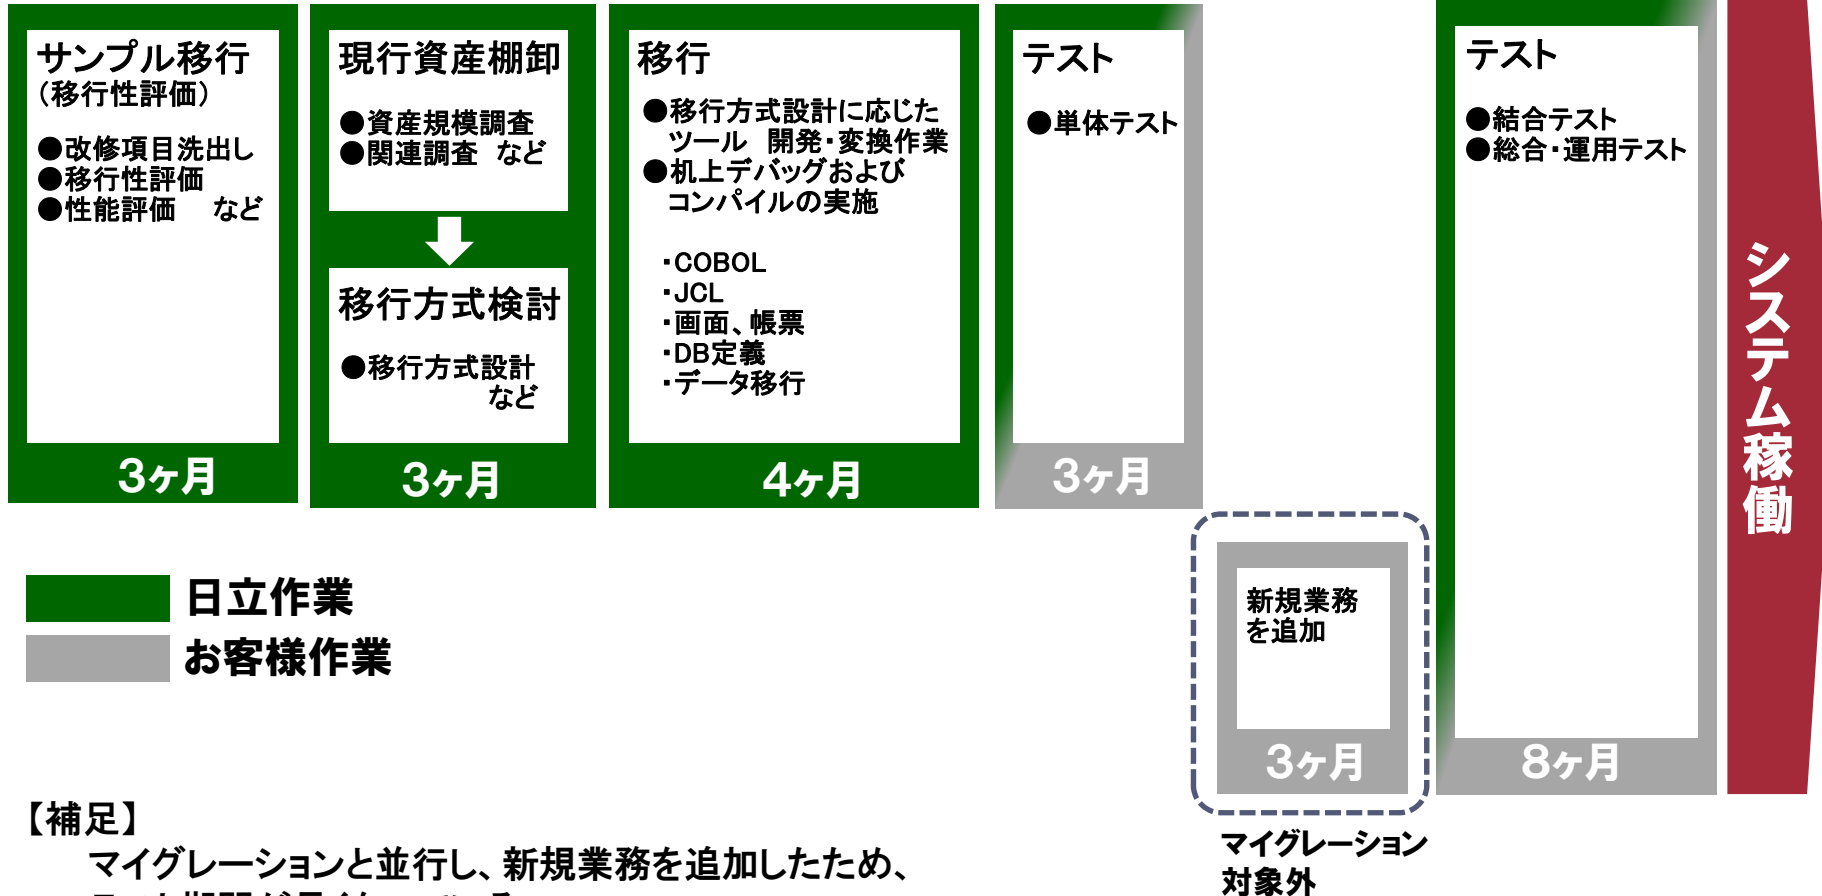 サンプル移行
（移行性評価）
●改修項目洗出し
●移行性評価
●性能評価　など
3ヶ月
現行資産棚卸
●資産規模調査
●関連調査　など
移行方式検討
●移行方式設計
など
3ヶ月
移行
●移行方式設計に応じた
ツール　開発・変換作業
●机上デバッグおよび
コンパイルの実施
・COBOL
・JCL
・画面、帳票
・DB定義
・データ移行
4ヶ月
テスト
●単体テスト
3ヶ月
新規業務
を追加
3ヶ月
マイグレーション
対象外
テスト
●結合テスト
●総合・運用テスト
8ヶ月
システム稼働
日立作業
お客様作業
【補足】
マイグレーションと並行し、新規業務を追加したため、